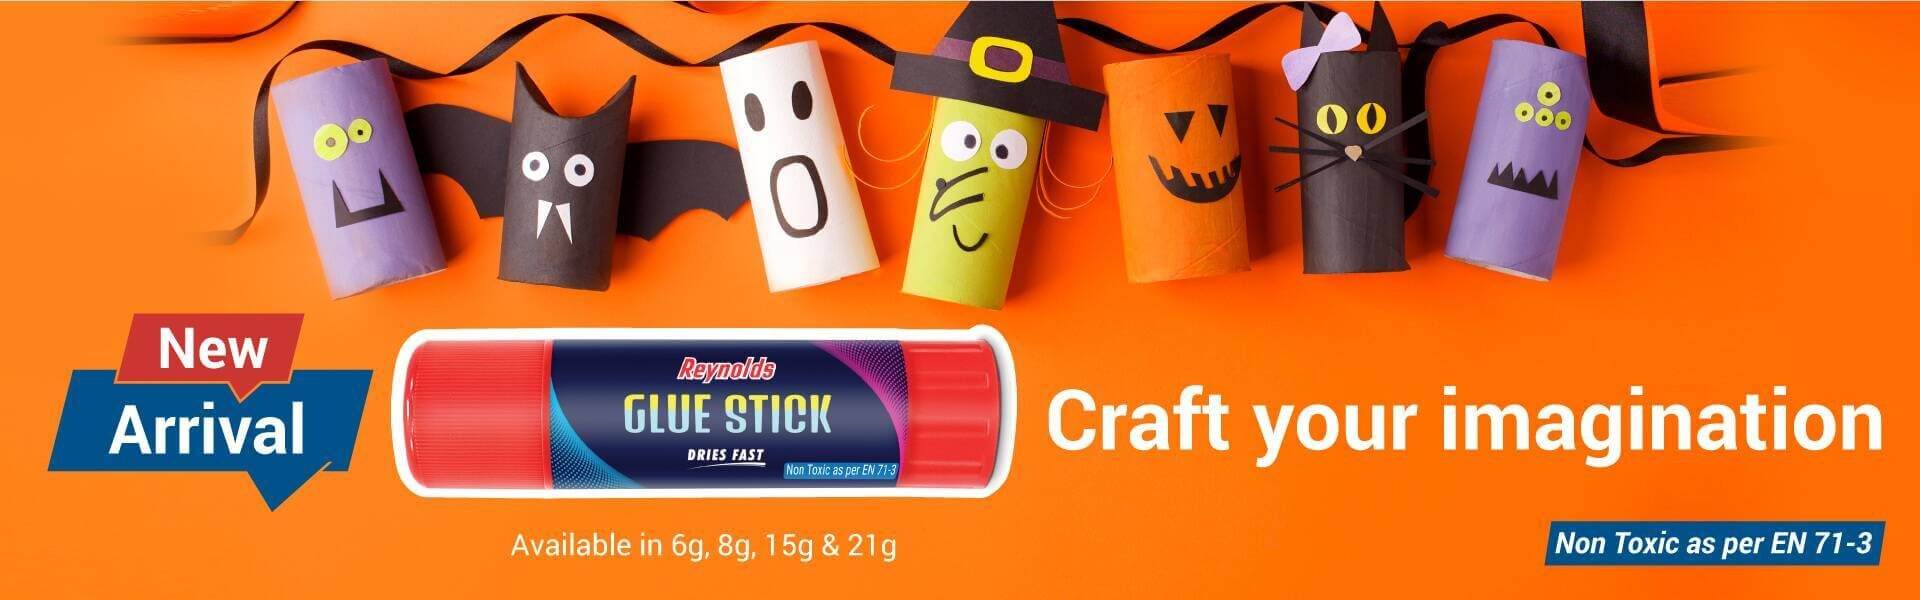 New
Arrival
Reynolds
GLUE STICK
DRIES FAST
Non Toxic as per EN 71-3
Available in 6g, 8g, 15g & 21g
Craft your imagination
Non Toxic as per EN 71-3